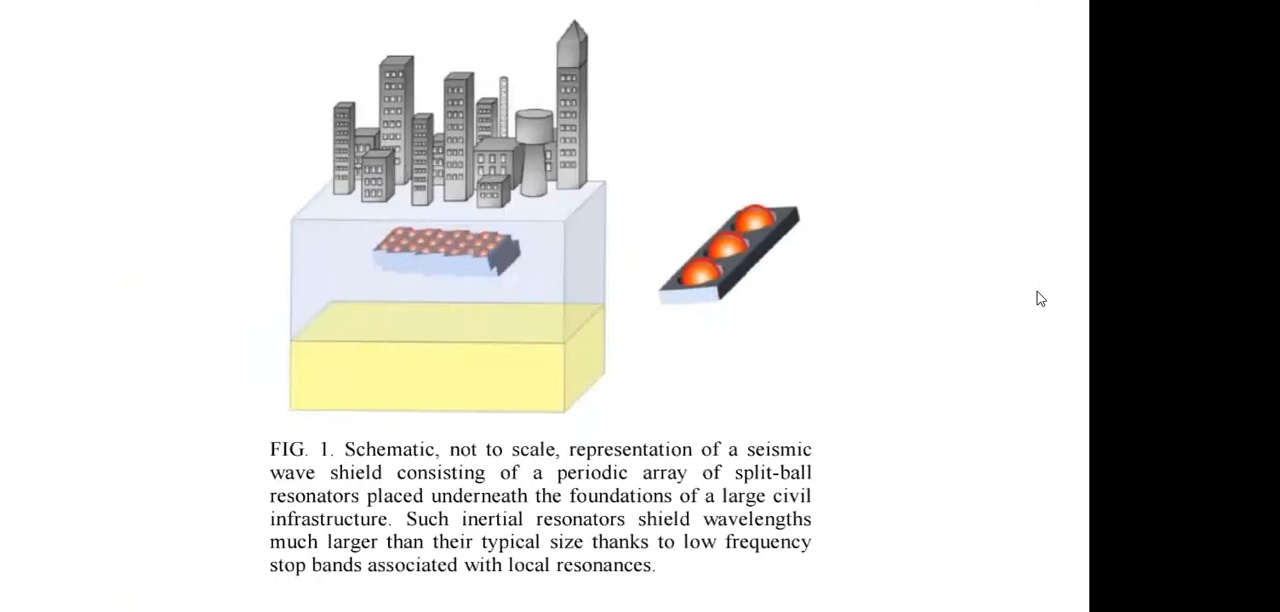 FIG. 1. Schematic, not to scale, representation of a seismic
wave shield consisting of a periodic array of split-ball
resonators placed underneath the foundations of a large civil
infrastructure. Such inertial resonators shield wavelengths
much larger than their typical size thanks to low frequency
stop bands associated with local resonances.